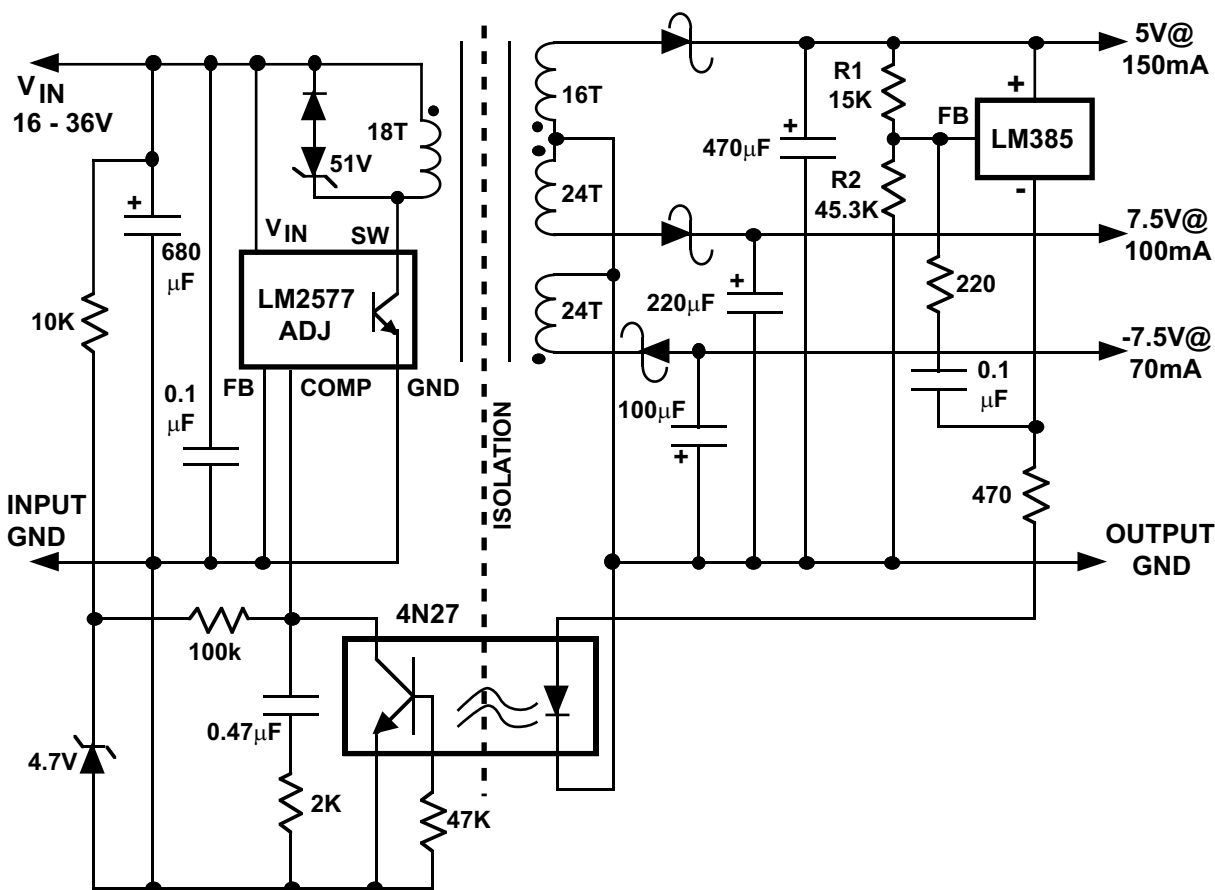 V IN
16 - 36V
18T
51V
16T
24T
24T
5V@
150mA
R1
15K
FB
+
LM385
-
+
470μF
R2
45.3K
7.5V@
100mA
+
680
μF
V IN
SW
LM2577
ADJ
10K
+
220μF
220
-7.5V@
70mA
FB
COMP
GND
0.1
μF
100μF
+
0.1
μF
INPUT
GND
ISOLATION
470
OUTPUT
GND
4N27
100k
0.47μF
4.7V
2K
47K